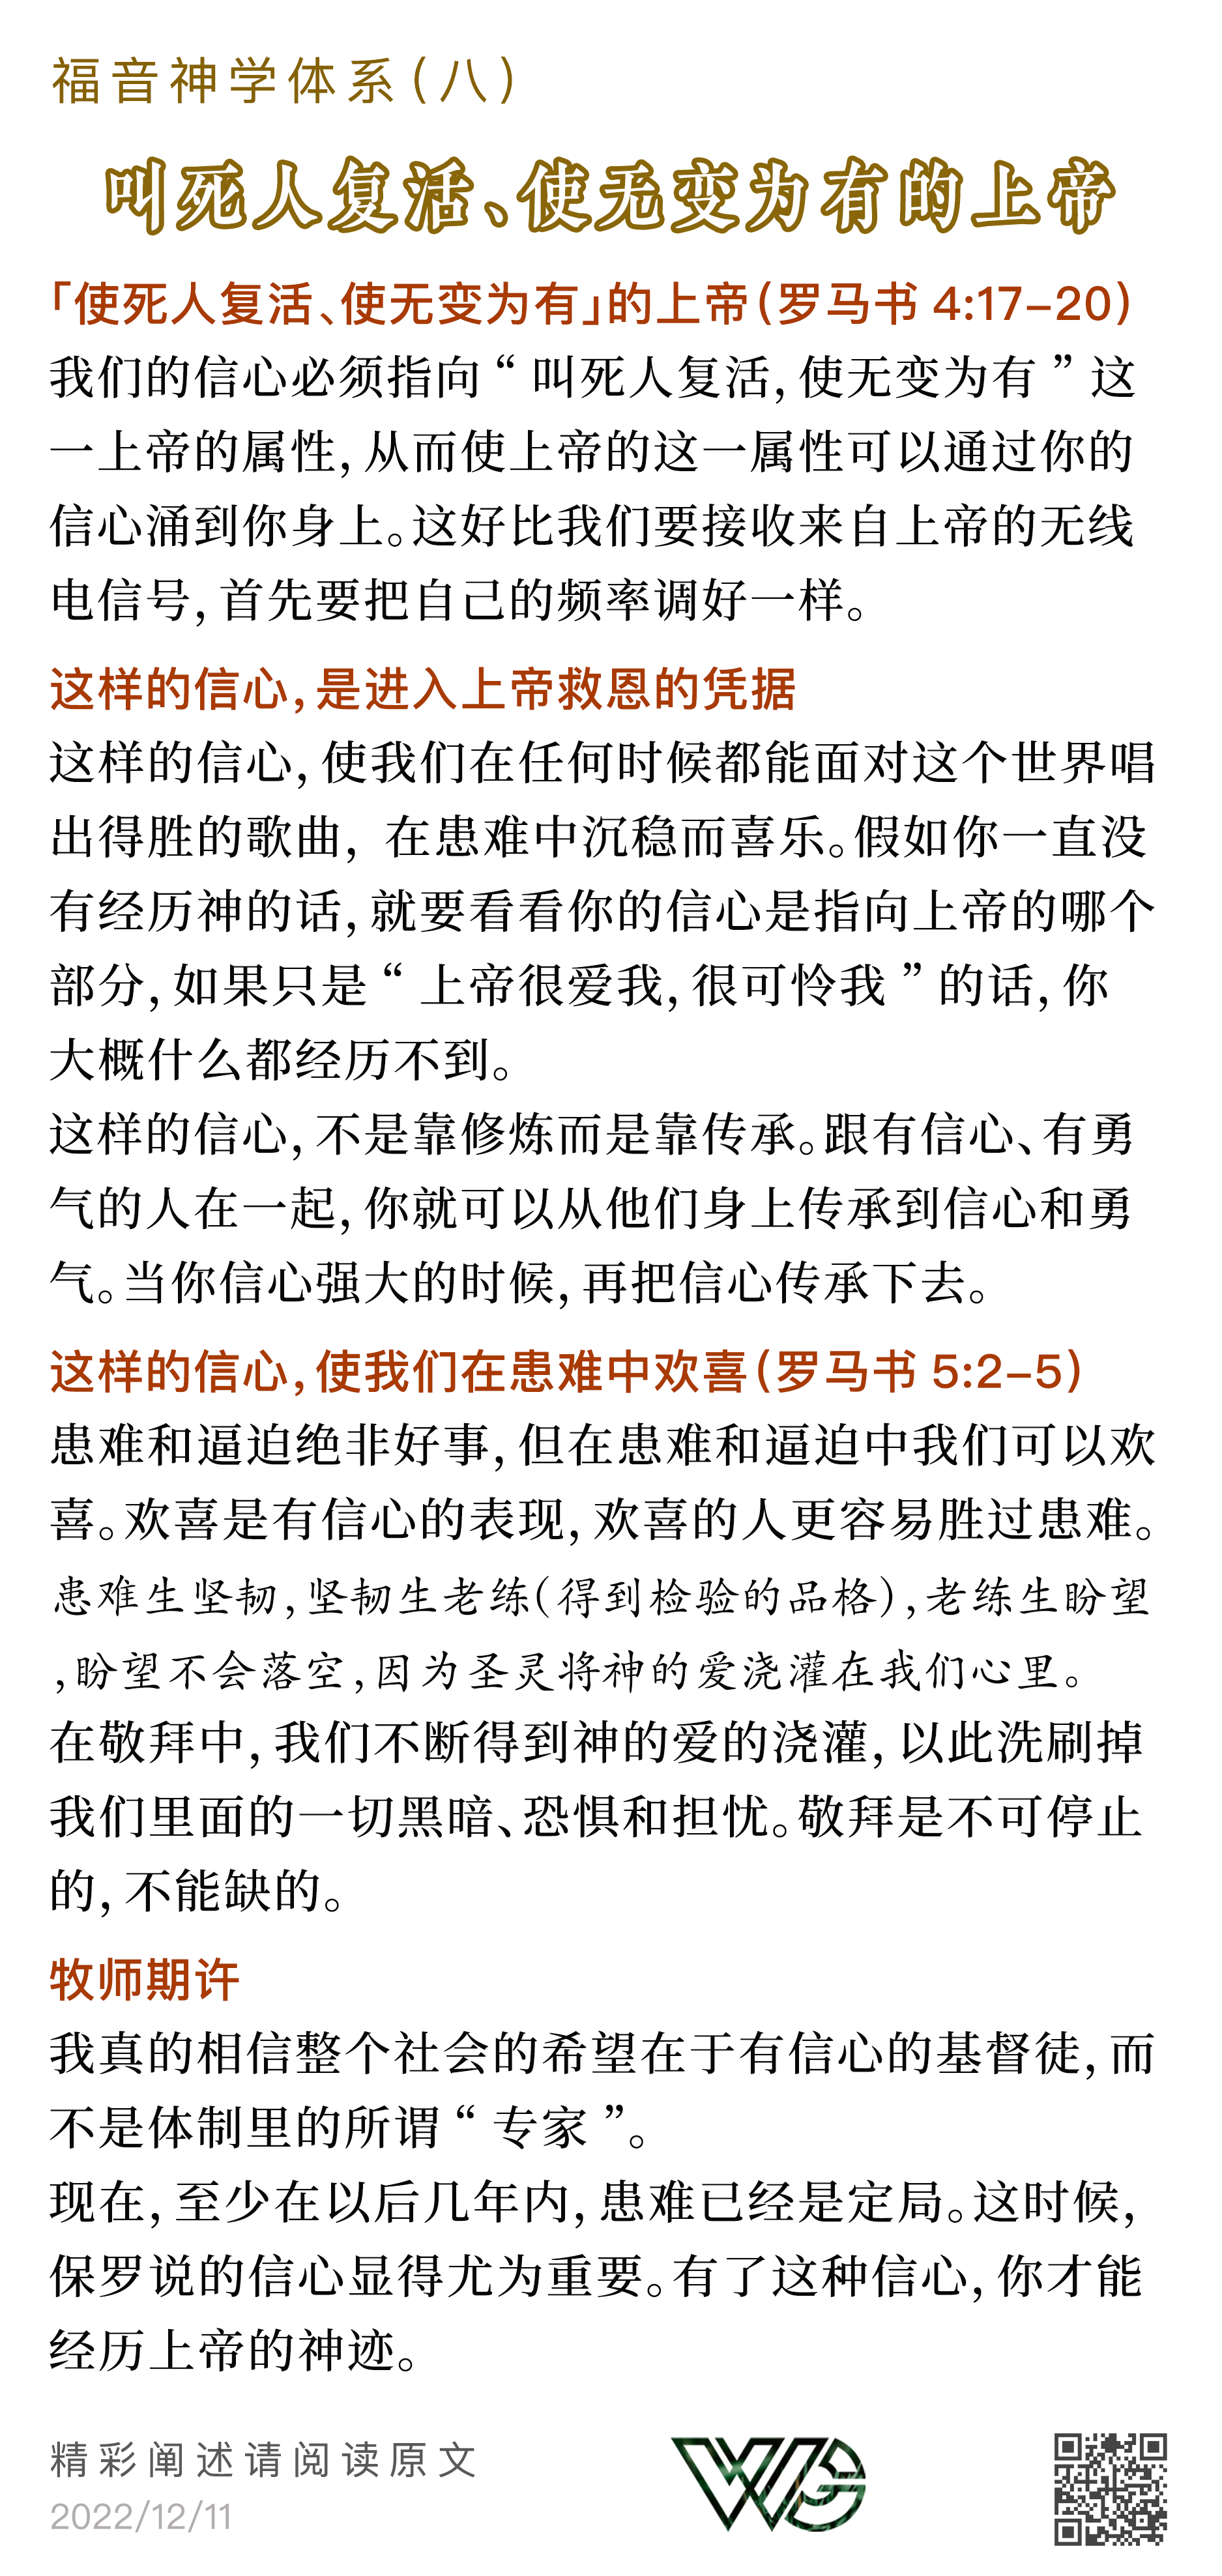 福音神学体系(八)
叫死人复活、使无变为有的上帝
「使死人复活、使无变为有」的上帝(罗马书 4:17–20)
我们的信心必须指向“ 叫死人复活, 使无变为有 ” 这
一上帝的属性, 从而使上帝的这一属性可以通过你的
信心涌到你身上。这好比我们要接收来自上帝的无线
电信号, 首先要把自己的频率调好一样。
这样的信心, 是进入上帝救恩的凭据
这样的信心, 使我们在任何时候都能面对这个世界唱
出得胜的歌曲, 在患难中沉稳而喜乐。假如你一直没
有经历神的话, 就要看看你的信心是指向上帝的哪个
部分, 如果只是“ 上帝很爱我, 很可怜我 ” 的话, 你
大概什么都经历不到。
这样的信心, 不是靠修炼而是靠传承。跟有信心、有勇
气的人在一起, 你就可以从他们身上传承到信心和勇
气。当你信心强大的时候, 再把信心传承下去。
这样的信心, 使我们在患难中欢喜(罗马书 5:2–5)
患难和逼迫绝非好事, 但在患难和逼迫中我们可以欢
喜。欢喜是有信心的表现, 欢喜的人更容易胜过患难。
患难生坚韧,坚韧生老练(得到检验的品格),老练生盼望
,盼望不会落空,因为圣灵将神的爱浇灌在我们心里。
在敬拜中, 我们不断得到神的爱的浇灌, 以此洗刷掉
我们里面的一切黑暗、恐惧和担忧。敬拜是不可停止
的, 不能缺的。
牧师期许
我真的相信整个社会的希望在于有信心的基督徒, 而
不是体制里的所谓“ 专家 ”。
现在, 至少在以后几年内, 患难已经是定局。这时候,
保罗说的信心显得尤为重要。有了这种信心, 你才能
经历上帝的神迹。
精彩阐述请阅读原文
2022/12/11